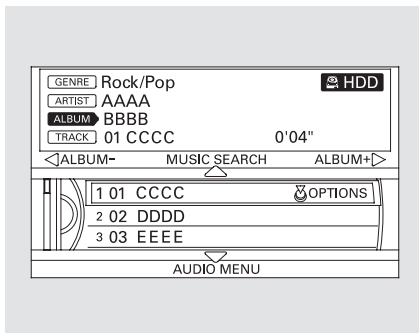 GENRE Rock/Pop HDD
ARTIST AAAA
ALBUM BBBB
TRACK 01 CCCC 0'04"
ALBUM- MUSIC SEARCH ALBUM+
1 01 CCCC OPTIONS
2 02 DDDD
3 03 EEEE
AUDIO MENU